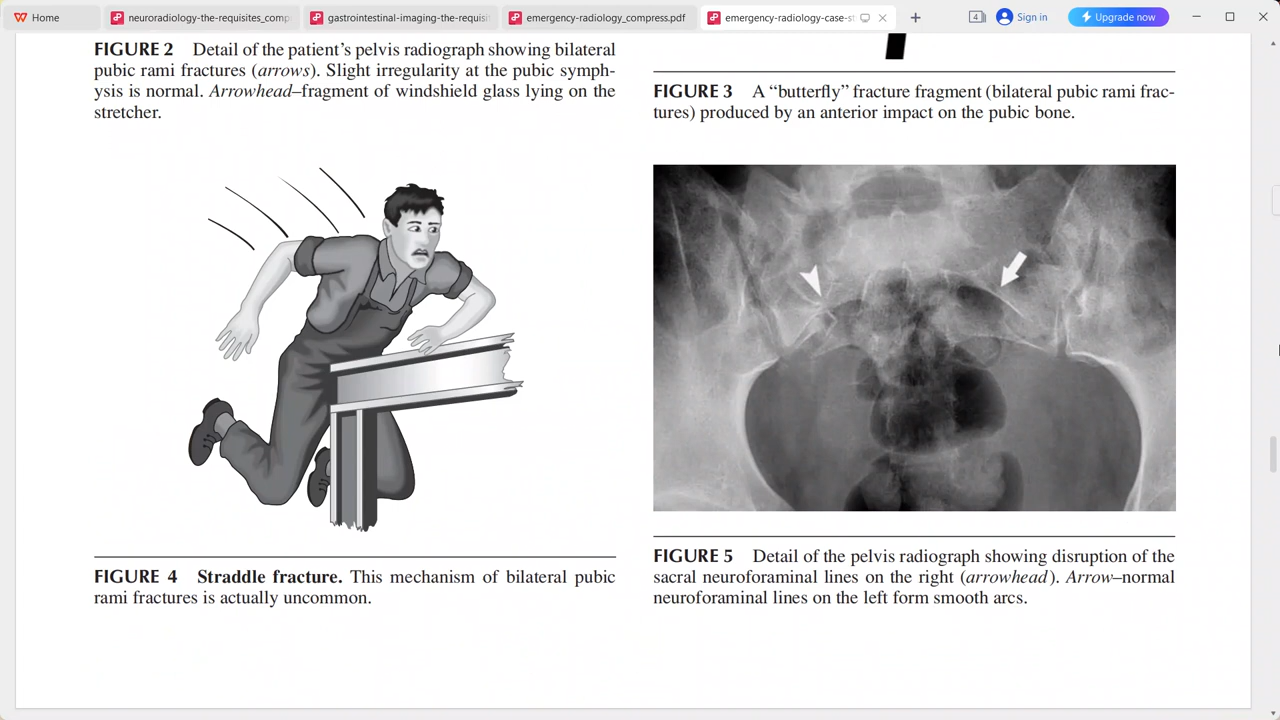 Home
neuroradiology-the-requisites_comp
gastrointestinal-imaging-the-requisit
emergency-radiology_compress.pdf
emergency-radiology-case-st
4
Sign in
Upgrade now
FIGURE 2 Detail of the patient’s pelvis radiograph showing bilateral
pubic rami fractures (arrows). Slight irregularity at the pubic symph-
ysis is normal. Arrowhead–fragment of windshield glass lying on the
stretcher.
FIGURE 3 A “butterfly” fracture fragment (bilateral pubic rami frac-
tures) produced by an anterior impact on the pubic bone.
FIGURE 4 Straddle fracture. This mechanism of bilateral pubic
rami fractures is actually uncommon.
FIGURE 5 Detail of the pelvis radiograph showing disruption of the
sacral neuroforaminal lines on the right (arrowhead). Arrow–normal
neuroforaminal lines on the left form smooth arcs.